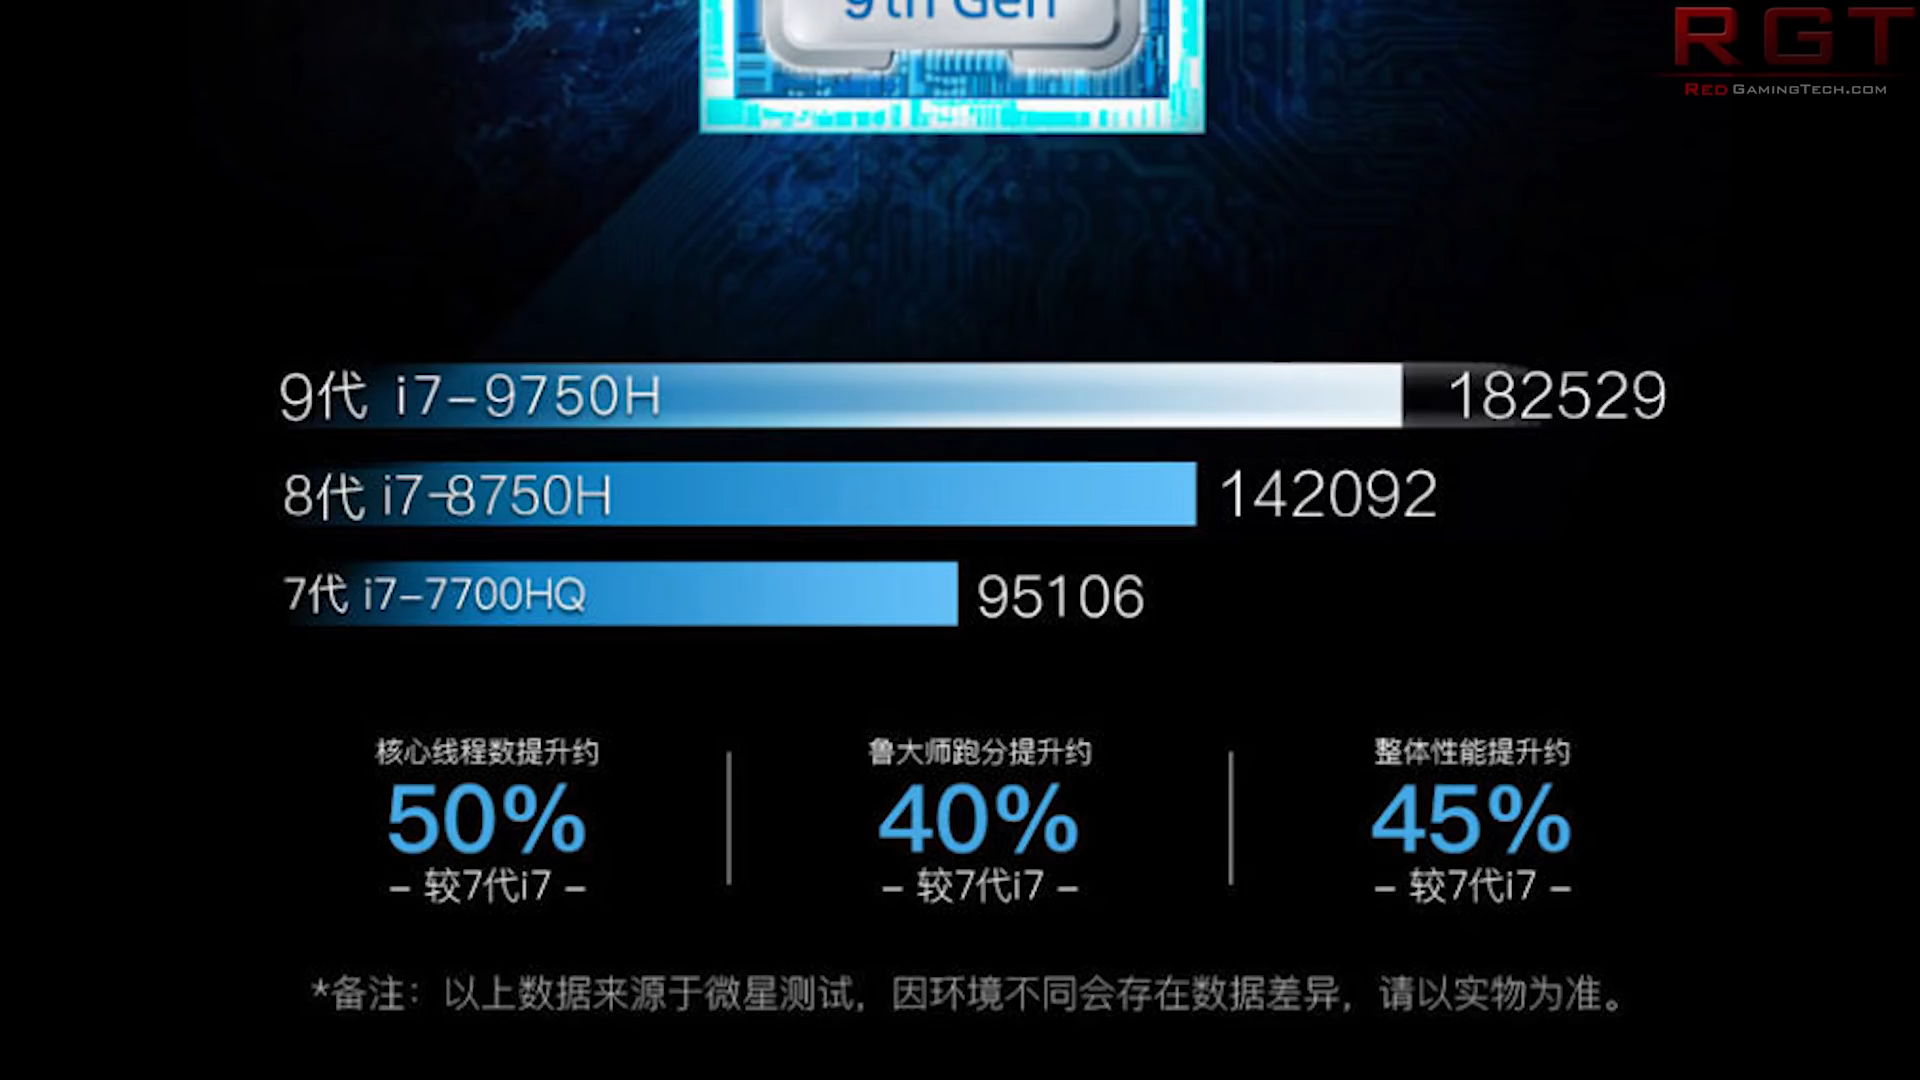 9th Gen
RGT
RED GAMINGTECH.COM
9代 i7-9750H 182529
8代 i7-8750H 142092
7代 i7-7700HQ 95106
核心线程数提升约
50%
- 较7代i7 -
鲁大师跑分提升约
40%
- 较7代i7 -
整体性能提升约
45%
- 较7代i7 -
*备注：以上数据来源于微星测试，因环境不同会存在数据差异，请以实物为准。